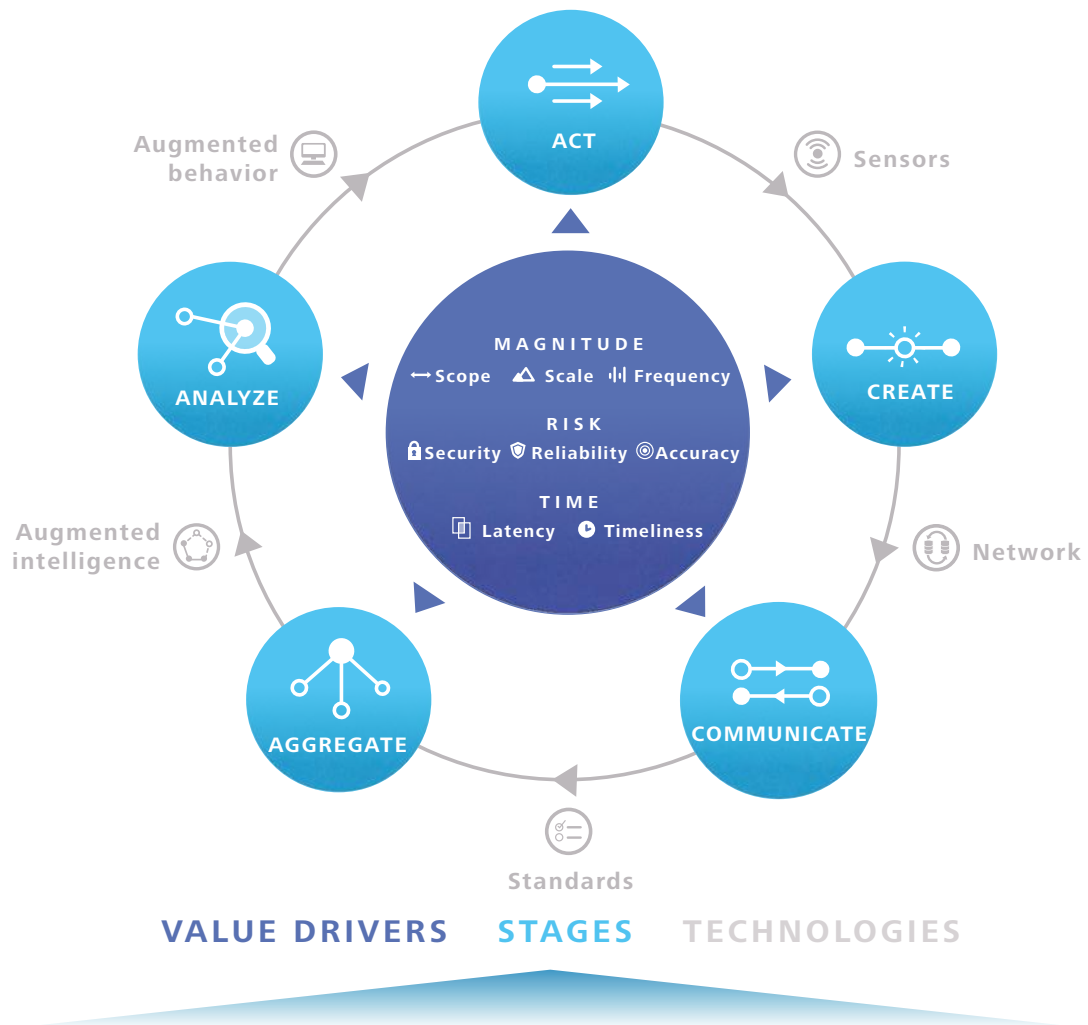 ACT
Augmented
behavior
Sensors
ANALYZE
CREATE
MAGNITUDE
Scope Scale Frequency
RISK
Security Reliability Accuracy
TIME
Latency Timeliness
Augmented
intelligence
Network
AGGREGATE
COMMUNICATE
Standards
VALUE DRIVERS STAGES TECHNOLOGIES